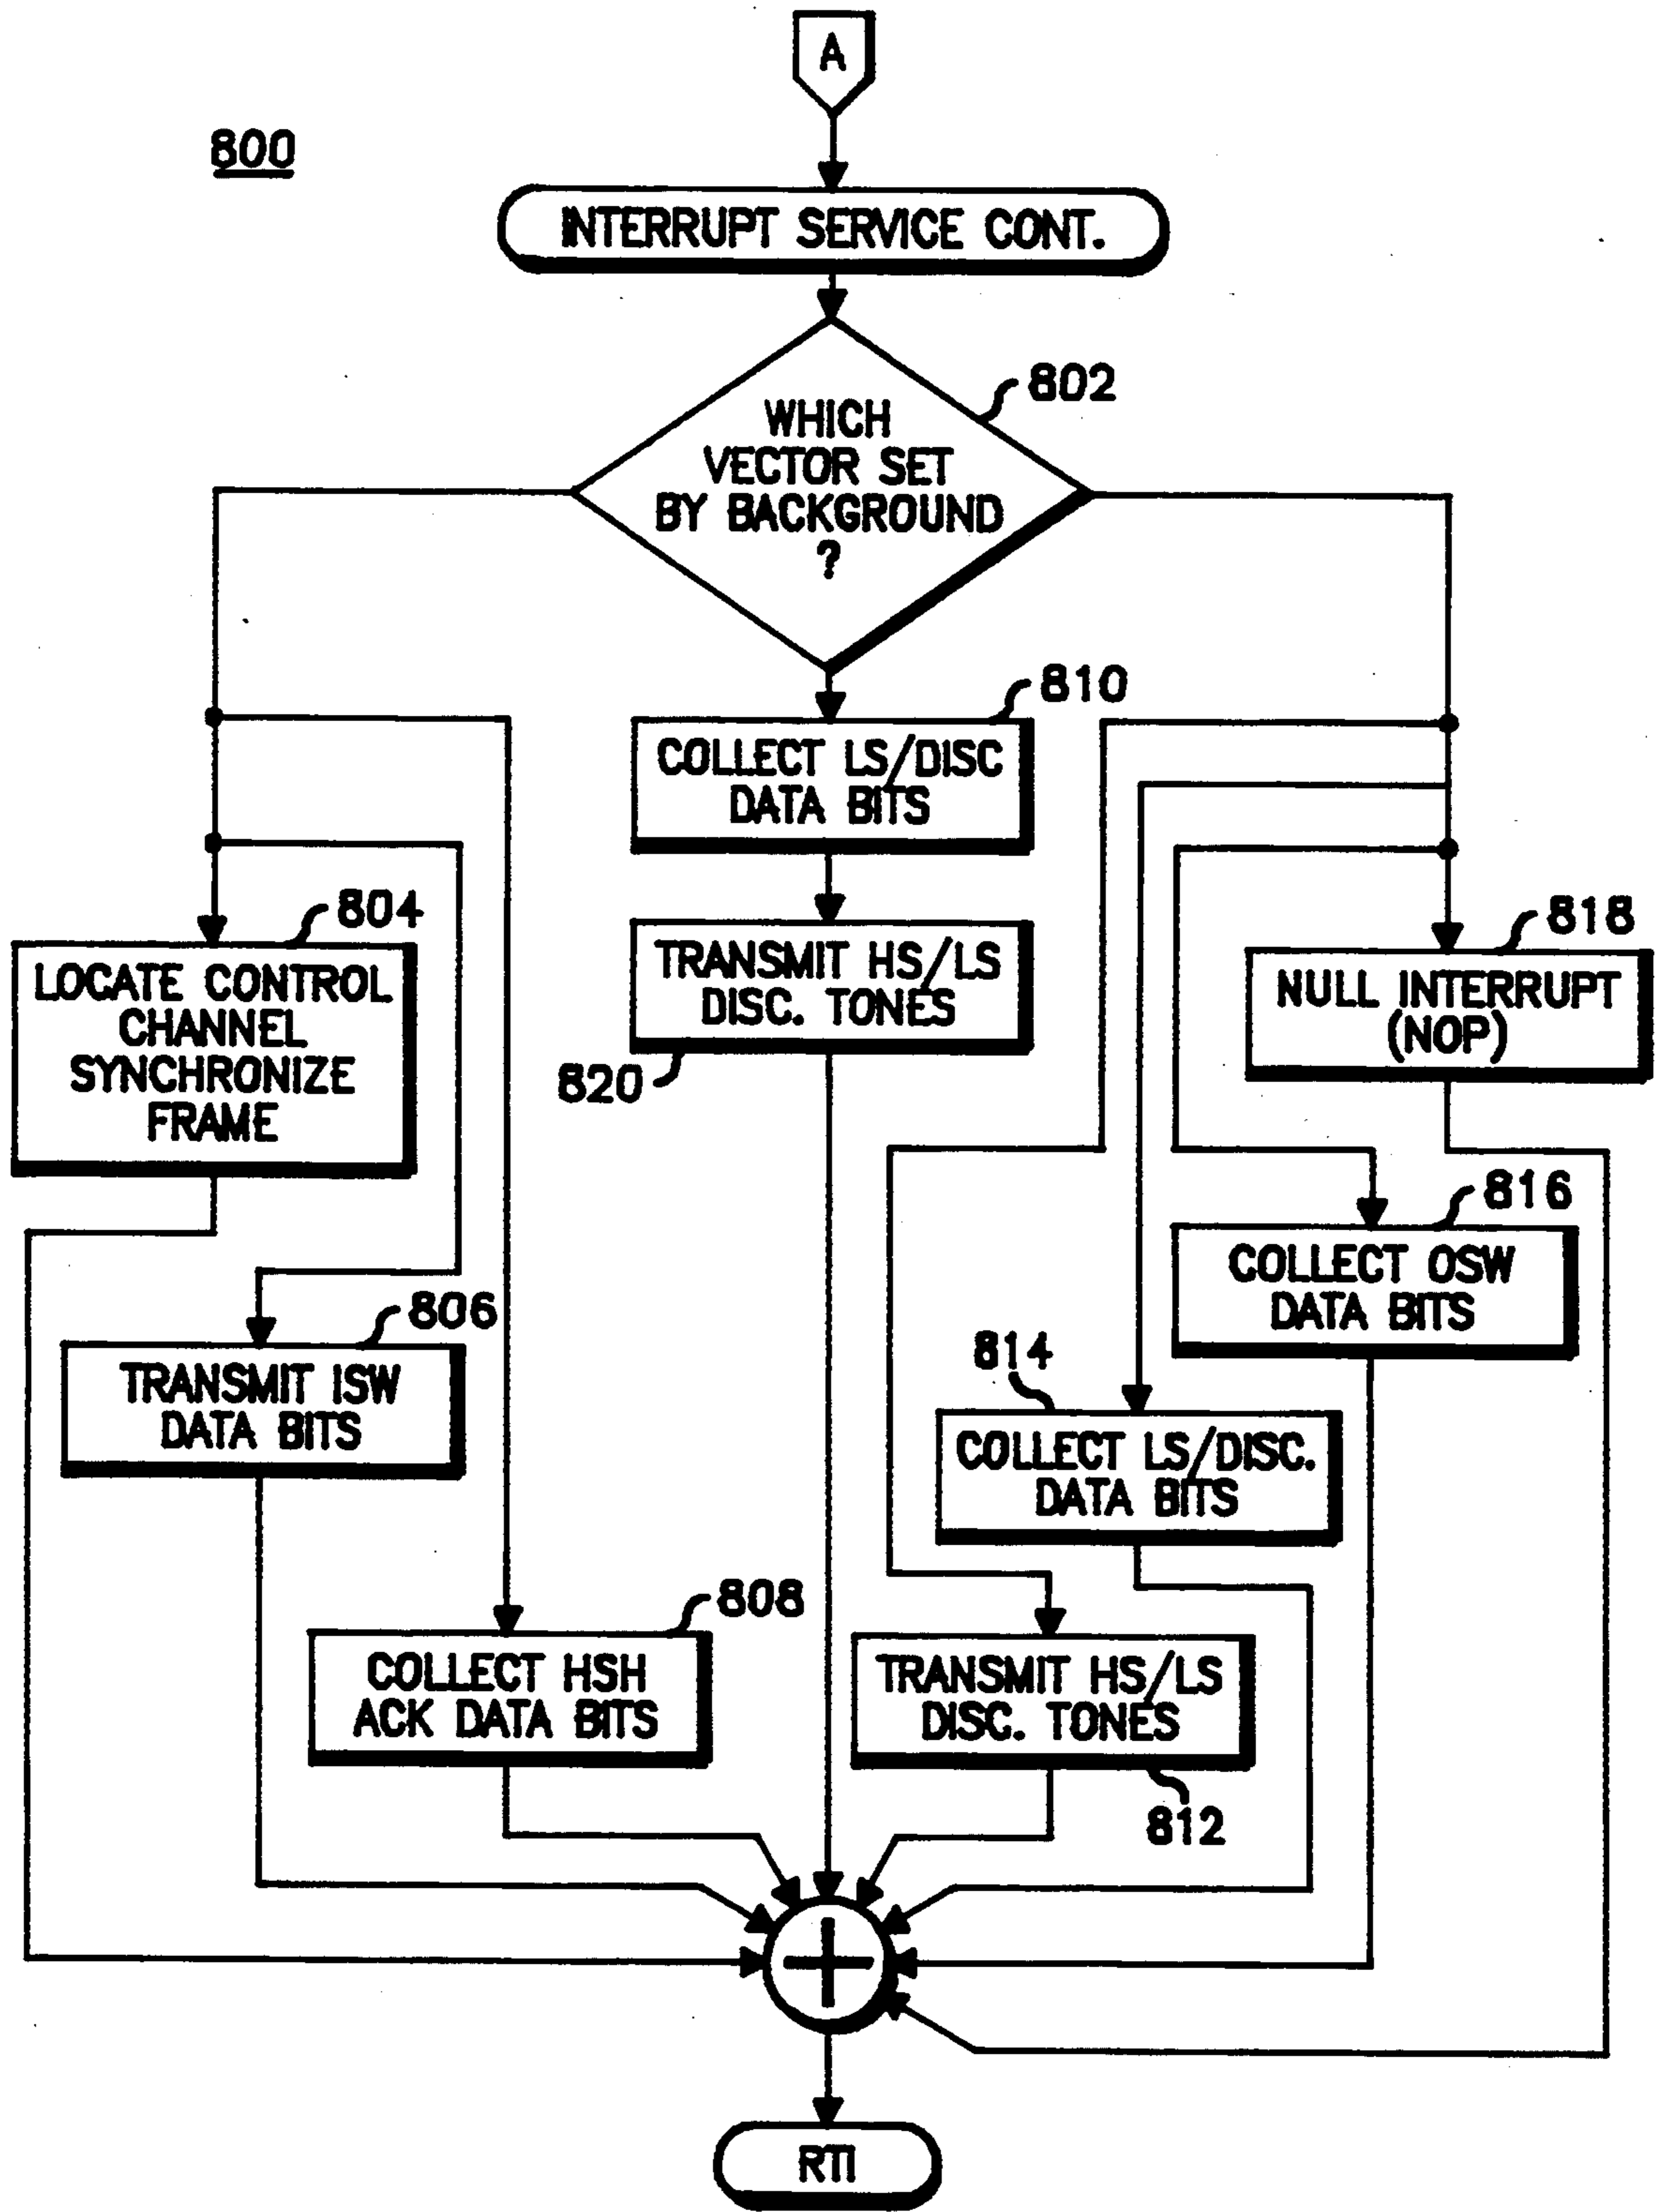 A
800
INTERRUPT SERVICE CONT.
802
WHICH
VECTOR SET
BY BACKGROUND
?
810
COLLECT LS/DISC
DATA BITS
804
LOCATE CONTROL
CHANNEL
SYNCHRONIZE
FRAME
TRANSMIT HS/LS
DISC. TONES
820
818
NULL INTERRUPT
(NOP)
816
COLLECT OSW
DATA BITS
806
TRANSMIT ISW
DATA BITS
814
COLLECT LS/DISC.
DATA BITS
808
COLLECT HSH
ACK DATA BITS
TRANSMIT HS/LS
DISC. TONES
812
RTI